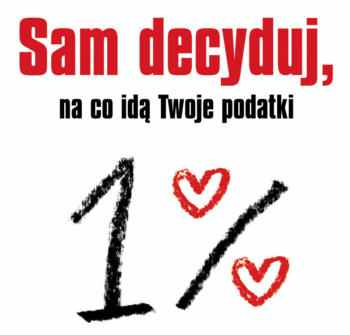 Sam decyduj,
na co idą Twoje podatki
1%